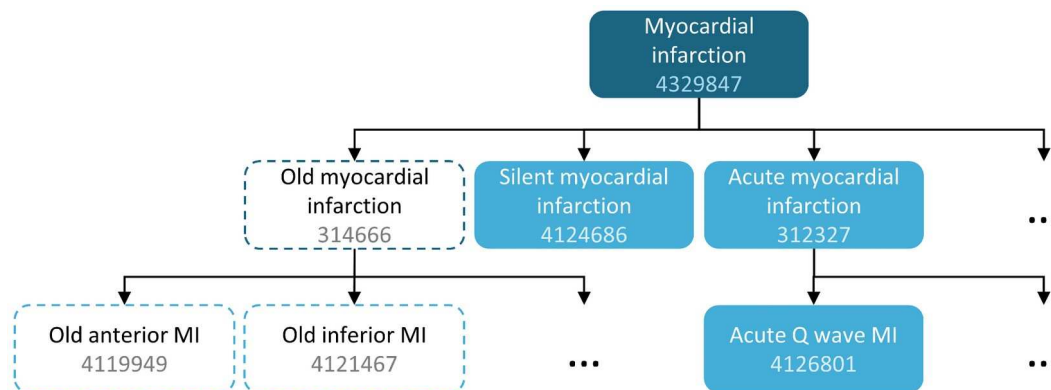 Myocardial
infarction
4329847
Old myocardial
infarction
314666
Silent myocardial
infarction
4124686
Acute myocardial
infarction
312327
..
Old anterior MI
4119949
Old inferior MI
4121467
...
Acute Q wave MI
4126801
..